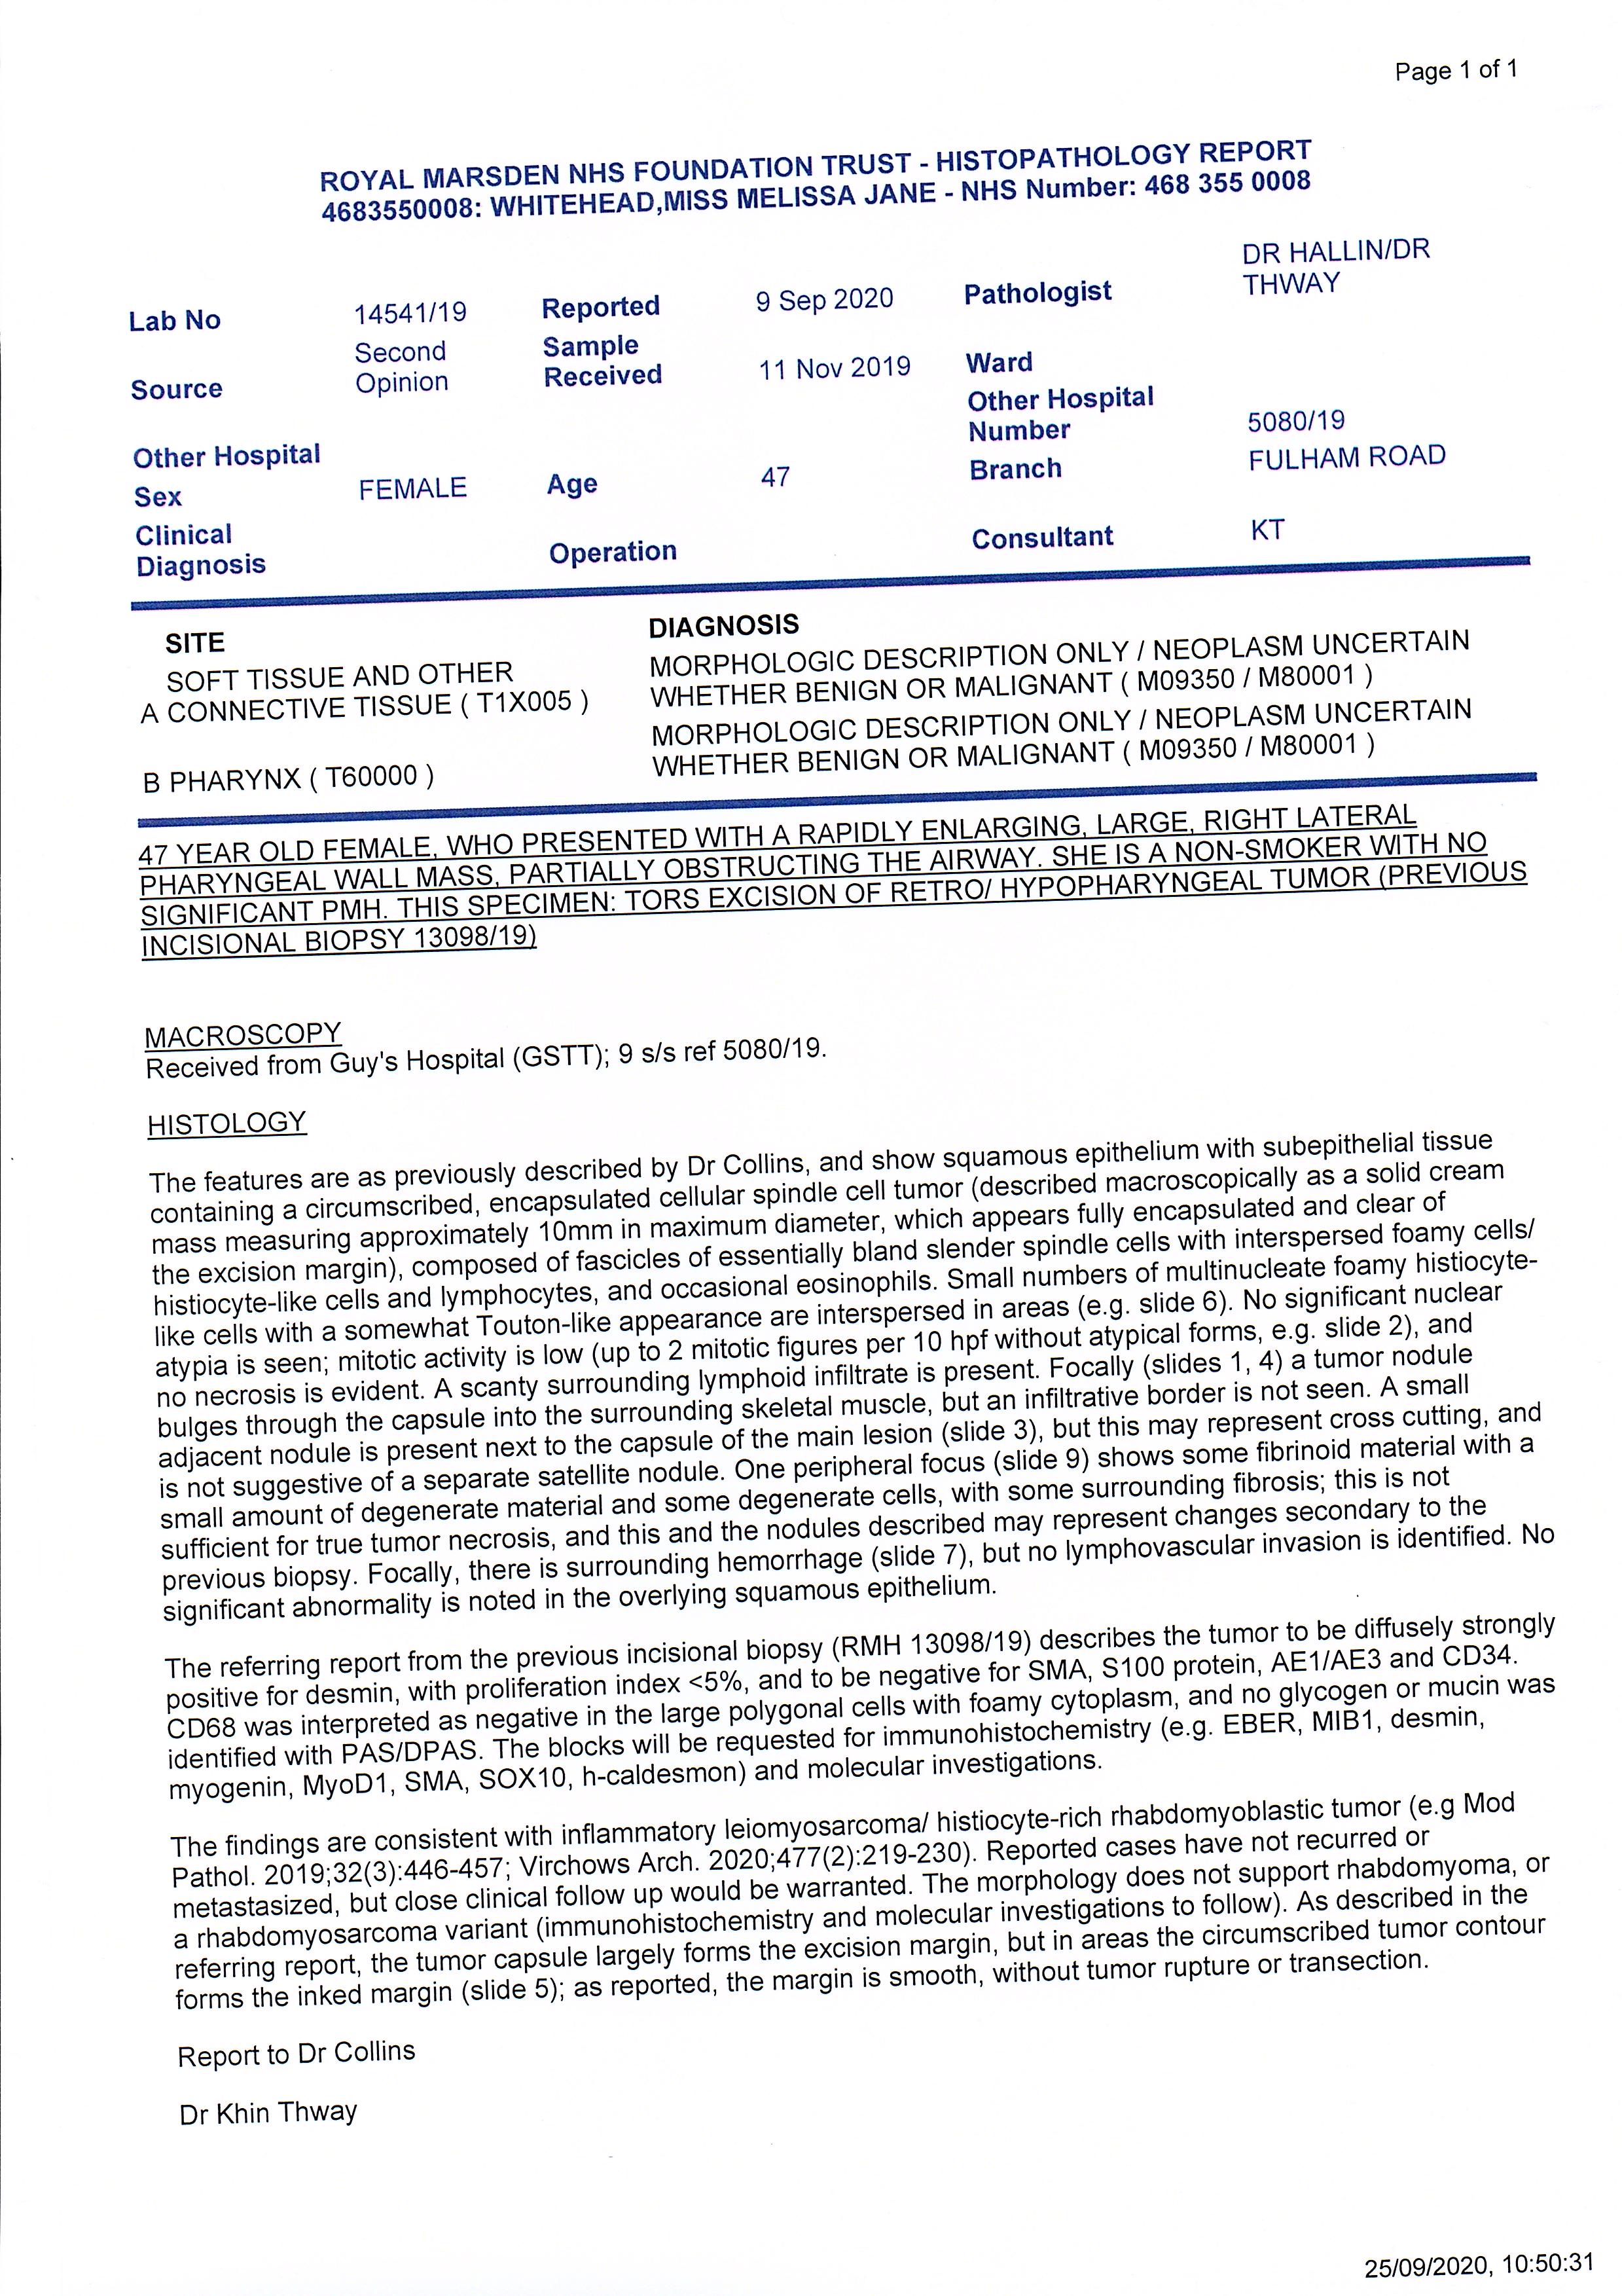 Page 1 of 1
ROYAL MARSDEN NHS FOUNDATION TRUST - HISTOPATHOLOGY REPORT
4683550008: WHITEHEAD,MISS MELISSA JANE - NHS Number: 468 355 0008
Lab No 14541/19 Reported 9 Sep 2020 Pathologist DR HALLIN/DR THWAY
Source Second Opinion Sample Received 11 Nov 2019 Ward
Other Hospital Other Hospital Number 5080/19
Sex FEMALE Age 47 Branch FULHAM ROAD
Clinical Diagnosis Operation Consultant KT
SITE DIAGNOSIS
SOFT TISSUE AND OTHER MORPHOLOGIC DESCRIPTION ONLY / NEOPLASM UNCERTAIN
A CONNECTIVE TISSUE ( T1X005 ) WHETHER BENIGN OR MALIGNANT ( M09350 / M80001 )
MORPHOLOGIC DESCRIPTION ONLY / NEOPLASM UNCERTAIN
B PHARYNX ( T60000 ) WHETHER BENIGN OR MALIGNANT ( M09350 / M80001 )
47 YEAR OLD FEMALE, WHO PRESENTED WITH A RAPIDLY ENLARGING, LARGE, RIGHT LATERAL
PHARYNGEAL WALL MASS, PARTIALLY OBSTRUCTING THE AIRWAY. SHE IS A NON-SMOKER WITH NO
SIGNIFICANT PMH. THIS SPECIMEN: TORS EXCISION OF RETRO/ HYPOPHARYNGEAL TUMOR (PREVIOUS
INCISIONAL BIOPSY 13098/19)
MACROSCOPY
Received from Guy's Hospital (GSTT); 9 s/s ref 5080/19.
HISTOLOGY
The features are as previously described by Dr Collins, and show squamous epithelium with subepithelial tissue
containing a circumscribed, encapsulated cellular spindle cell tumor (described macroscopically as a solid cream
mass measuring approximately 10mm in maximum diameter, which appears fully encapsulated and clear of
the excision margin), composed of fascicles of essentially bland slender spindle cells with interspersed foamy cells/
histiocyte-like cells and lymphocytes, and occasional eosinophils. Small numbers of multinucleate foamy histiocyte-
like cells with a somewhat Touton-like appearance are interspersed in areas (e.g. slide 6). No significant nuclear
atypia is seen; mitotic activity is low (up to 2 mitotic figures per 10 hpf without atypical forms, e.g. slide 2), and
no necrosis is evident. A scanty surrounding lymphoid infiltrate is present. Focally (slides 1, 4) a tumor nodule
bulges through the capsule into the surrounding skeletal muscle, but an infiltrative border is not seen. A small
adjacent nodule is present next to the capsule of the main lesion (slide 3), but this may represent cross cutting, and
is not suggestive of a separate satellite nodule. One peripheral focus (slide 9) shows some fibrinoid material with a
small amount of degenerate material and some degenerate cells, with some surrounding fibrosis; this is not
sufficient for true tumor necrosis, and this and the nodules described may represent changes secondary to the
previous biopsy. Focally, there is surrounding hemorrhage (slide 7), but no lymphovascular invasion is identified. No
significant abnormality is noted in the overlying squamous epithelium.
The referring report from the previous incisional biopsy (RMH 13098/19) describes the tumor to be diffusely strongly
positive for desmin, with proliferation index <5%, and to be negative for SMA, S100 protein, AE1/AE3 and CD34.
CD68 was interpreted as negative in the large polygonal cells with foamy cytoplasm, and no glycogen or mucin was
identified with PAS/DPAS. The blocks will be requested for immunohistochemistry (e.g. EBER, MIB1, desmin,
myogenin, MyoD1, SMA, SOX10, h-caldesmon) and molecular investigations.
The findings are consistent with inflammatory leiomyosarcoma/ histiocyte-rich rhabdomyoblastic tumor (e.g Mod
Pathol. 2019;32(3):446-457; Virchows Arch. 2020;477(2):219-230). Reported cases have not recurred or
metastasized, but close clinical follow up would be warranted. The morphology does not support rhabdomyoma, or
a rhabdomyosarcoma variant (immunohistochemistry and molecular investigations to follow). As described in the
referring report, the tumor capsule largely forms the excision margin, but in areas the circumscribed tumor contour
forms the inked margin (slide 5); as reported, the margin is smooth, without tumor rupture or transection.
Report to Dr Collins
Dr Khin Thway
25/09/2020, 10:50:31